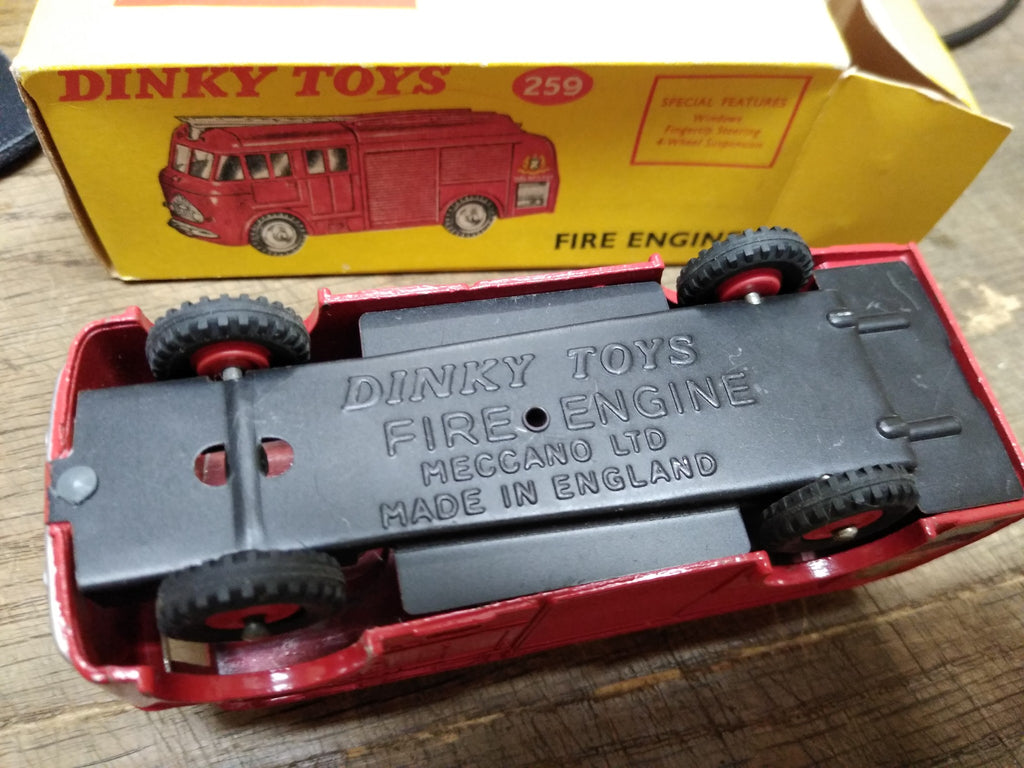 DINKY TOYS
259
SPECIAL FEATURES
Windows
Fingertip Steering
4-Wheel Suspension
FIRE ENGINE
DINKY TOYS
FIRE ENGINE
MECCANO LTD
MADE IN ENGLAND